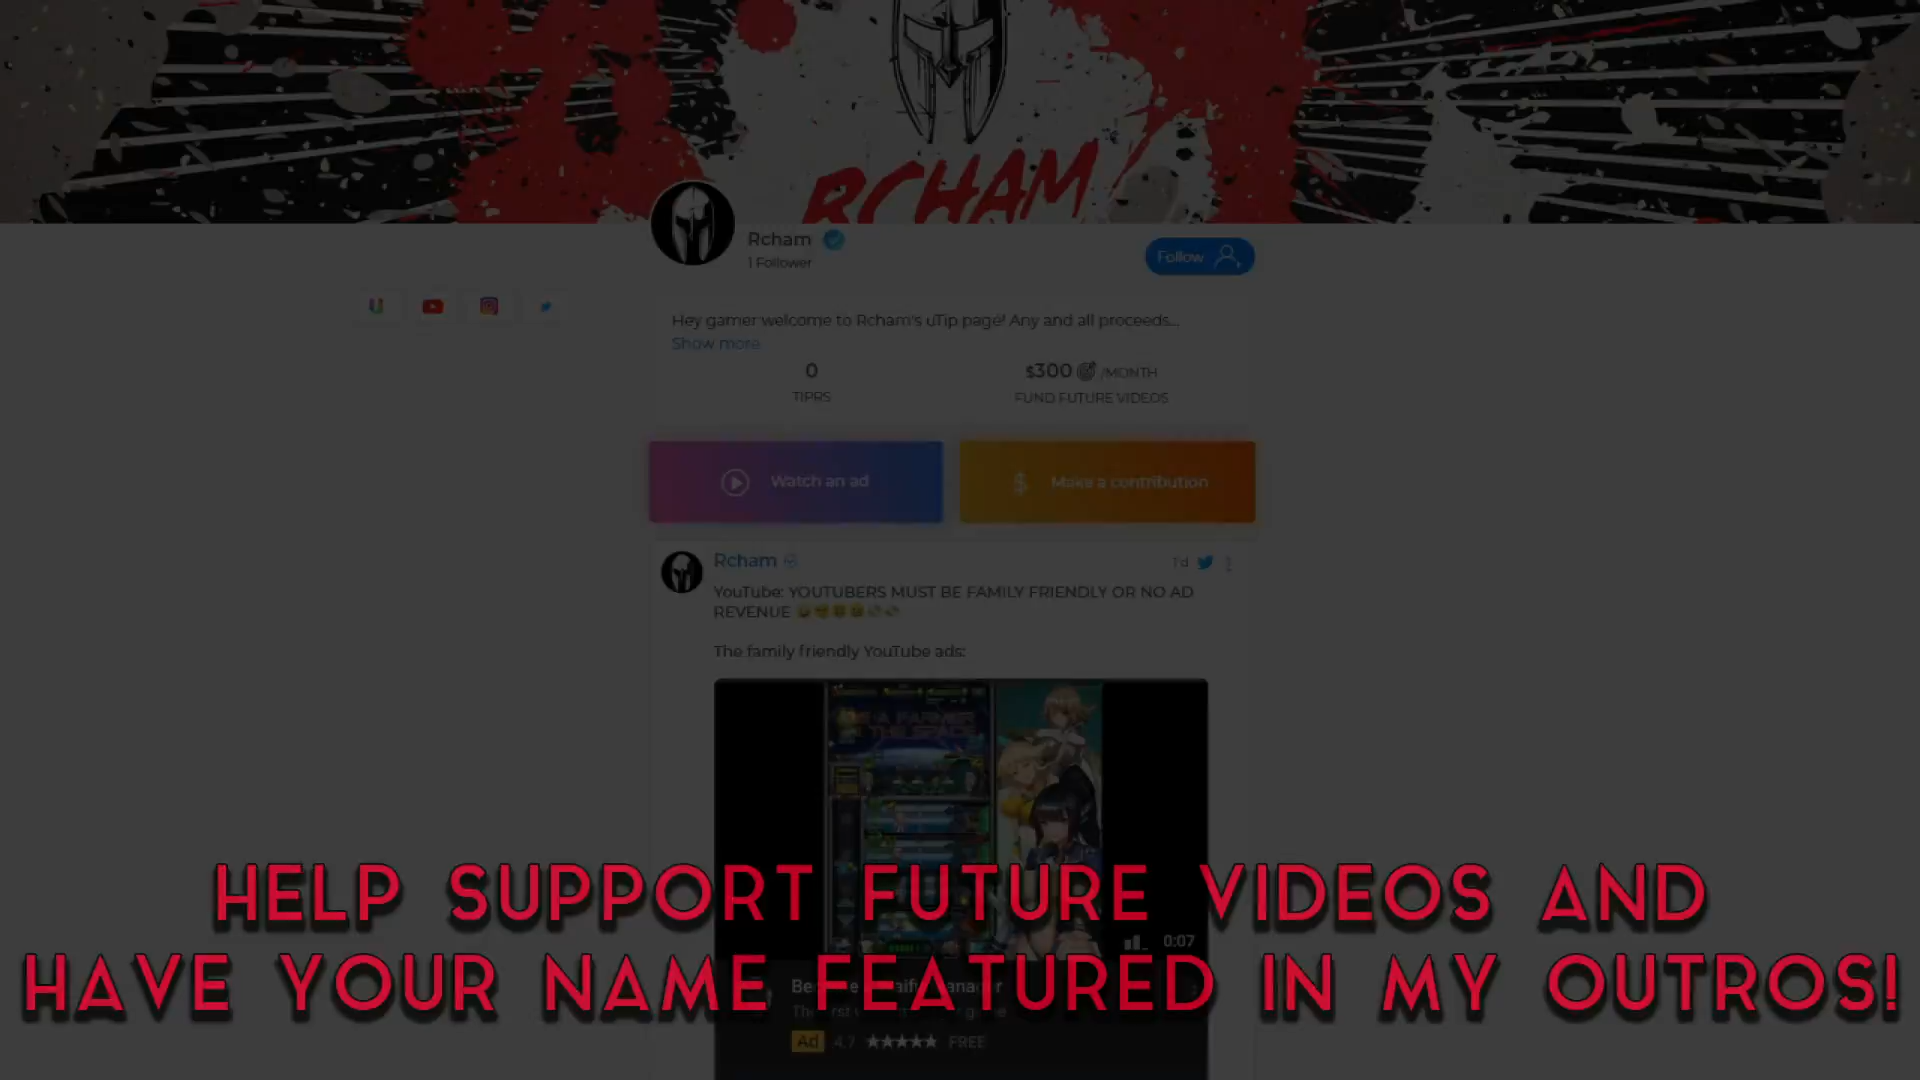 RCHAM
Rcham
1 Follower
Follow
Hey gamer welcome to Rcham's uTip page! Any and all proceeds...
Show more
0
$300 /MONTH
TIPRS
FUND FUTURE VIDEOS
Watch an ad
$ Make a contribution
Rcham
1d
YouTube: YOUTUBERS MUST BE FAMILY FRIENDLY OR NO AD
REVENUE
The family friendly YouTube ads:
HELP SUPPORT FUTURE VIDEOS AND
0:07
HAVE YOUR NAME FEATURED IN MY OUTROS!
Ad 4.7 ★★★★★ FREE